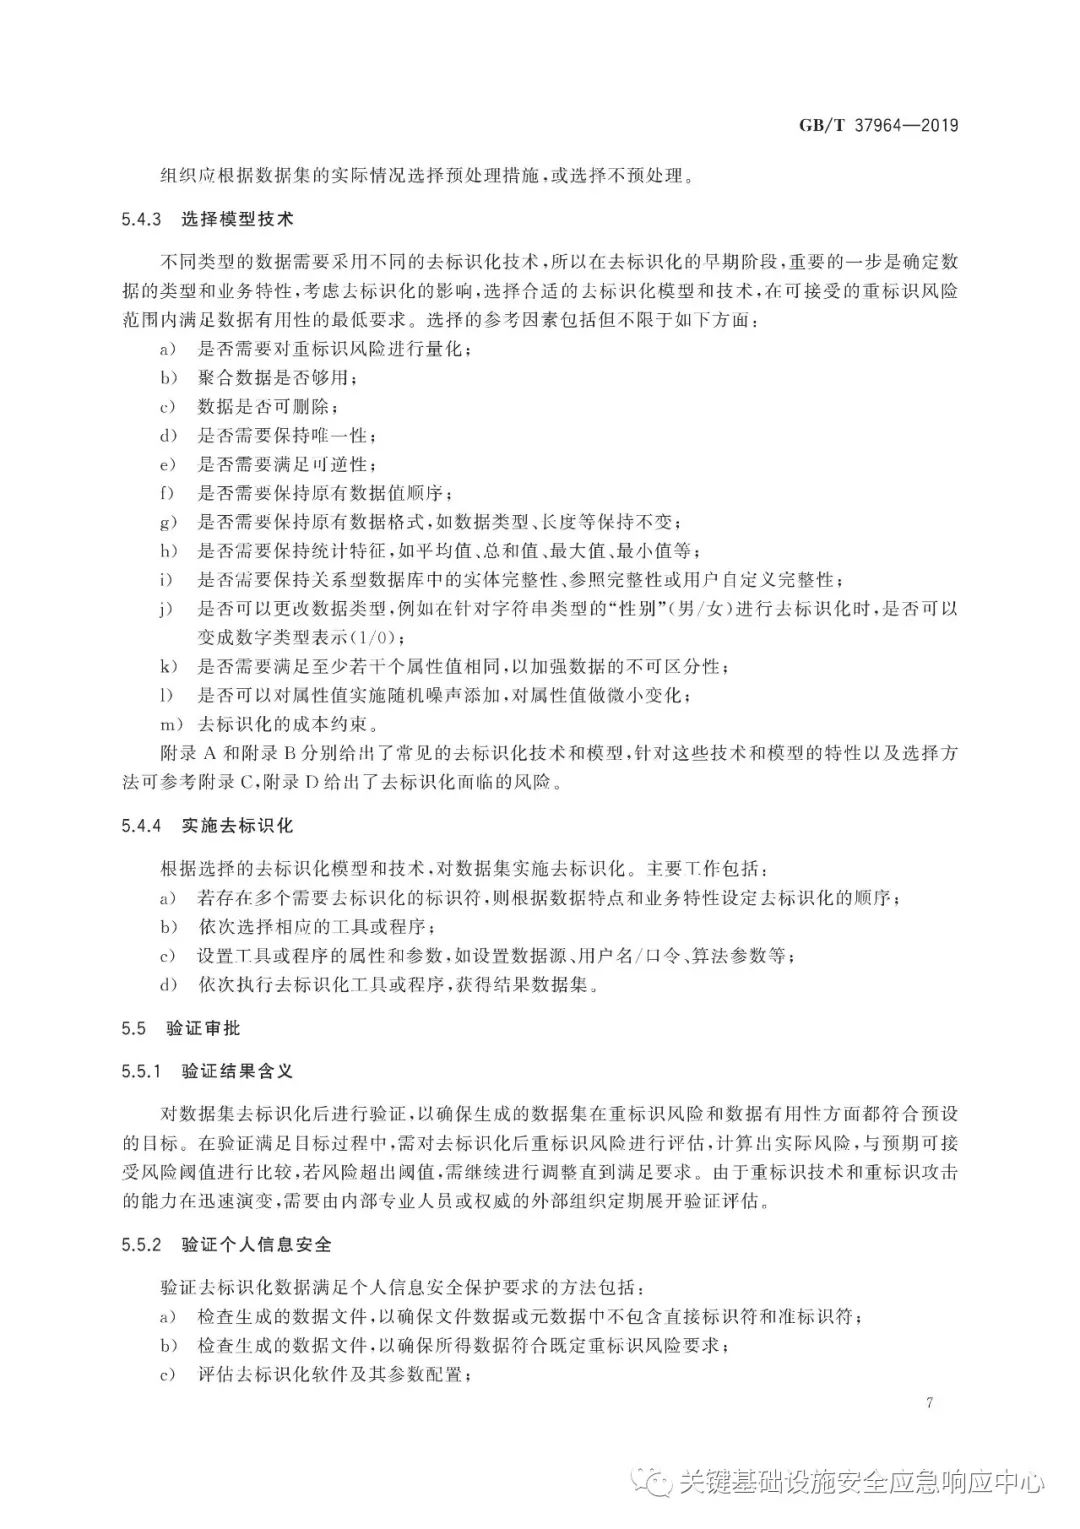 GB/T 37964—2019
组织应根据数据集的实际情况选择预处理措施,或选择不预处理。
5.4.3 选择模型技术
不同类型的数据需要采用不同的去标识化技术,所以在去标识化的早期阶段,重要的一步是确定数
据的类型和业务特性,考虑去标识化的影响,选择合适的去标识化模型和技术,在可接受的重标识风险
范围内满足数据有用性的最低要求。选择的参考因素包括但不限于如下方面:
a) 是否需要对重标识风险进行量化;
b) 聚合数据是否够用;
c) 数据是否可删除;
d) 是否需要保持唯一性;
e) 是否需要满足可逆性;
f) 是否需要保持原有数据值顺序;
g) 是否需要保持原有数据格式,如数据类型、长度等保持不变;
h) 是否需要保持统计特征,如平均值、总和值、最大值、最小值等;
i) 是否需要保持关系型数据库中的实体完整性、参照完整性或用户自定义完整性;
j) 是否可以更改数据类型,例如在针对字符串类型的“性别”(男/女)进行去标识化时,是否可以
变成数字类型表示(1/0);
k) 是否需要满足至少若干个属性值相同,以加强数据的不可区分性;
l) 是否可以对属性值实施随机噪声添加,对属性值做微小变化;
m) 去标识化的成本约束。
附录 A 和附录 B 分别给出了常见的去标识化技术和模型,针对这些技术和模型的特性以及选择方
法可参考附录 C,附录 D 给出了去标识化面临的风险。
5.4.4 实施去标识化
根据选择的去标识化模型和技术,对数据集实施去标识化。主要工作包括:
a) 若存在多个需要去标识化的标识符,则根据数据特点和业务特性设定去标识化的顺序;
b) 依次选择相应的工具或程序;
c) 设置工具或程序的属性和参数,如设置数据源、用户名/口令、算法参数等;
d) 依次执行去标识化工具或程序,获得结果数据集。
5.5 验证审批
5.5.1 验证结果含义
对数据集去标识化后进行验证,以确保生成的数据集在重标识风险和数据有用性方面都符合预设
的目标。在验证满足目标过程中,需对去标识化后重标识风险进行评估,计算出实际风险,与预期可接
受风险阈值进行比较,若风险超出阈值,需继续进行调整直到满足要求。由于重标识技术和重标识攻击
的能力在迅速演变,需要由内部专业人员或权威的外部组织定期展开验证评估。
5.5.2 验证个人信息安全
验证去标识化数据满足个人信息安全保护要求的方法包括:
a) 检查生成的数据文件,以确保文件数据或元数据中不包含直接标识符和准标识符;
b) 检查生成的数据文件,以确保所得数据符合既定重标识风险要求;
c) 评估去标识化软件及其参数配置;
7
关键基础设施安全应急响应中心